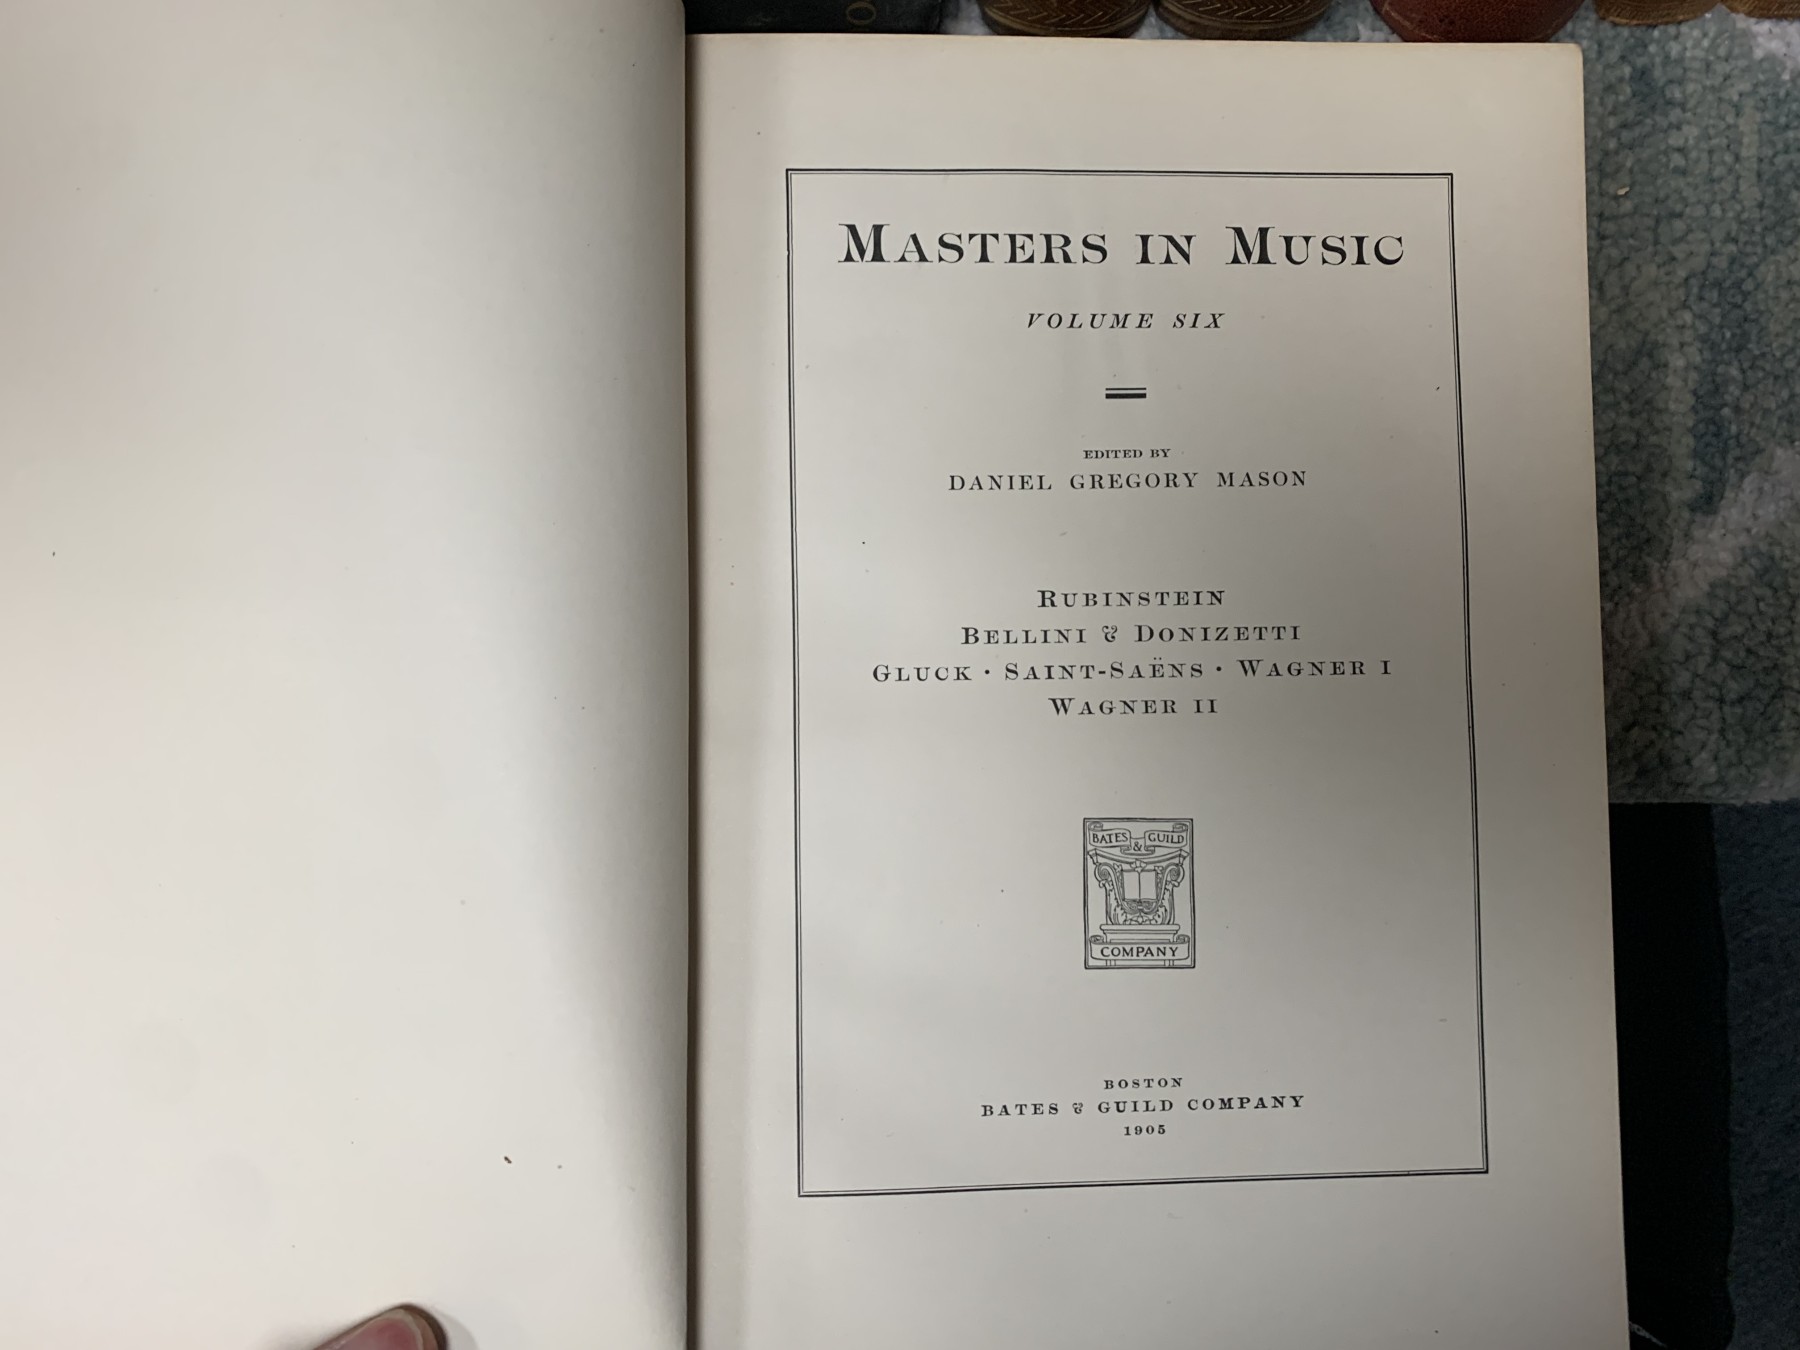 MASTERS IN MUSIC
VOLUME SIX
EDITED BY
DANIEL GREGORY MASON
RUBINSTEIN
BELLINI & DONIZETTI
GLUCK · SAINT-SAËNS · WAGNER I
WAGNER II
BATES & GUILD
COMPANY
BOSTON
BATES & GUILD COMPANY
1905